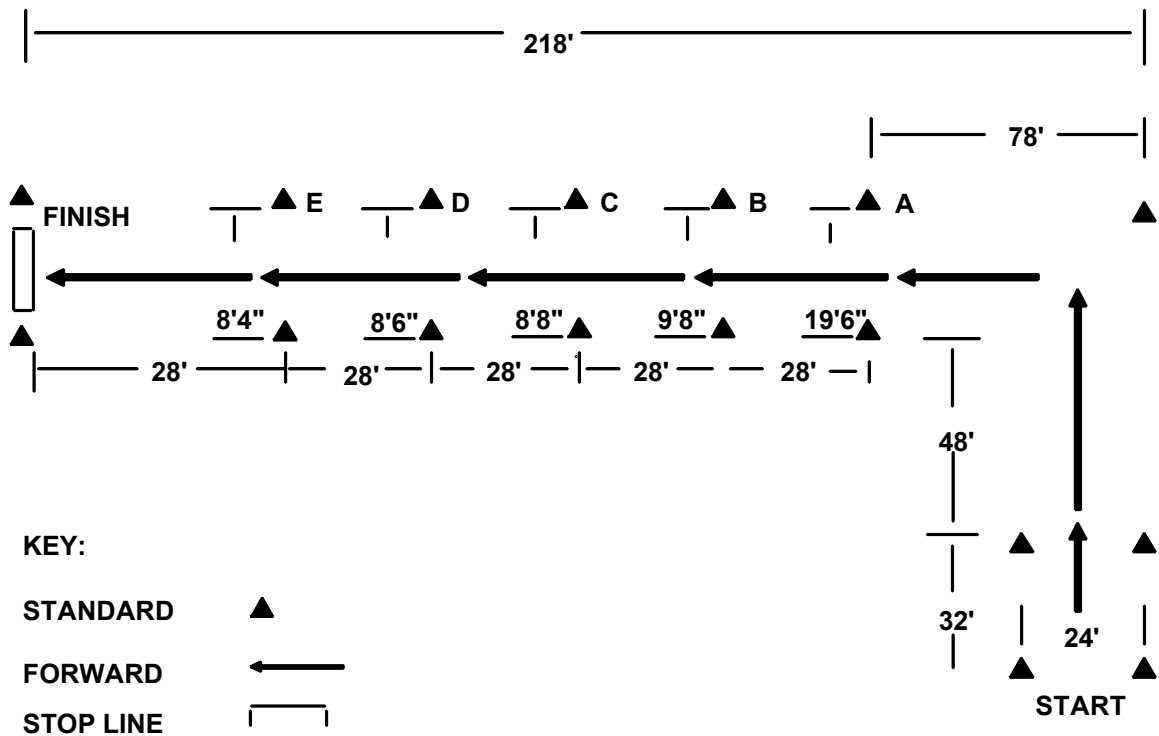 218'
78'
FINISH E D C B A
8'4" 8'6" 8'8" 9'8" 19'6"
28' 28' 28' 28' 28'
48'
KEY:
STANDARD
32' 24'
FORWARD
START
STOP LINE